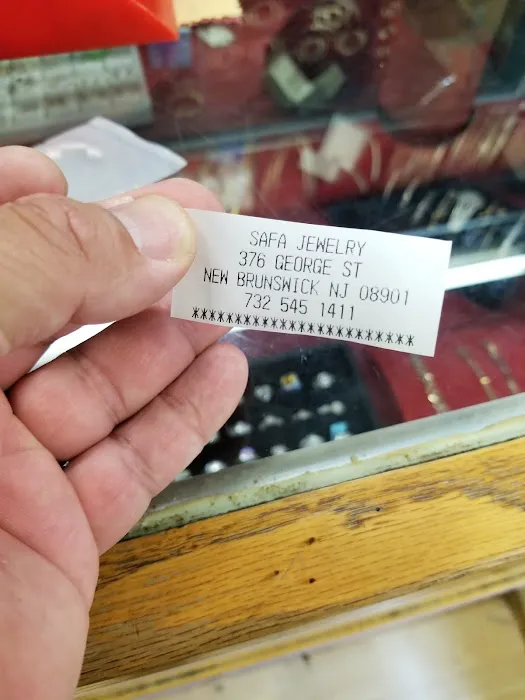 SAFA JEWELRY
376 GEORGE ST
NEW BRUNSWICK NJ 08901
732 545 1411
*************************